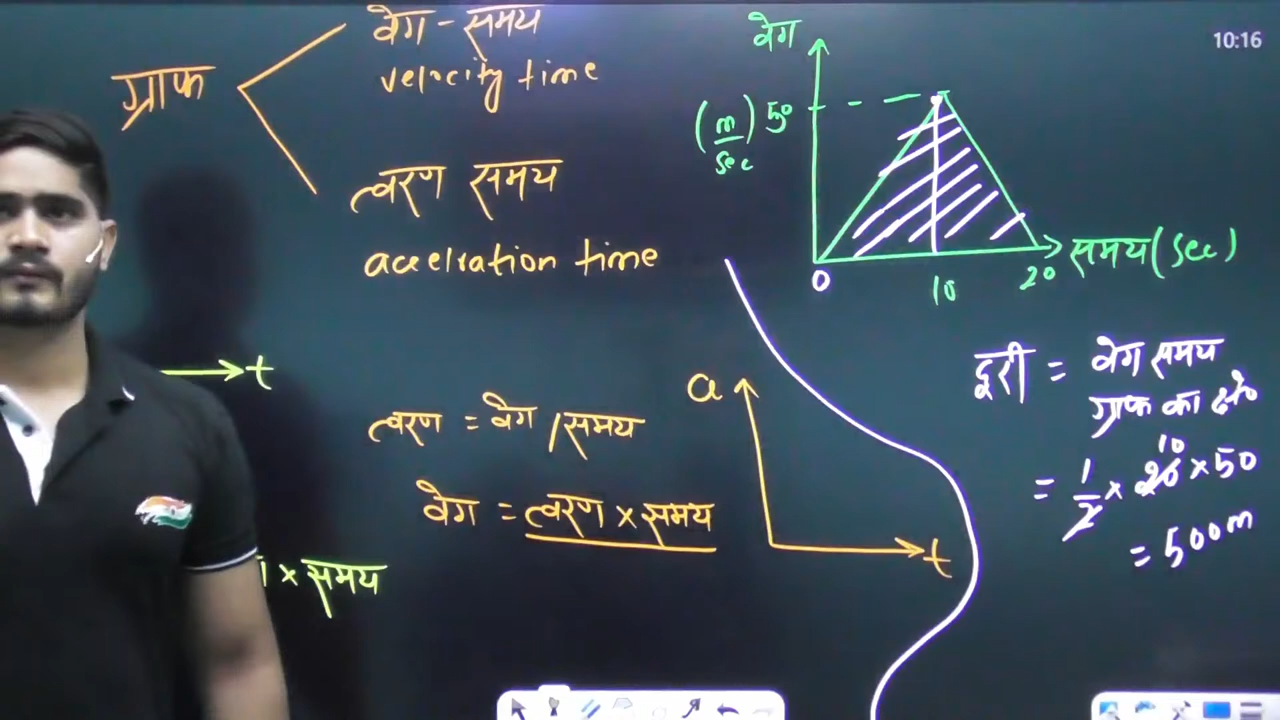 ग्राफ
वेग - समय
velocity time
त्वरण समय
acelration time
→ t
त्वरण = वेग / समय
वेग = त्वरण × समय
× समय
a
t
10:16
वेग
(m/sec) 50
0 10 20 समय (sec)
दूरी = वेग समय
ग्राफ का क्षे०
= 1/2 × 20 × 50
10
= 500m